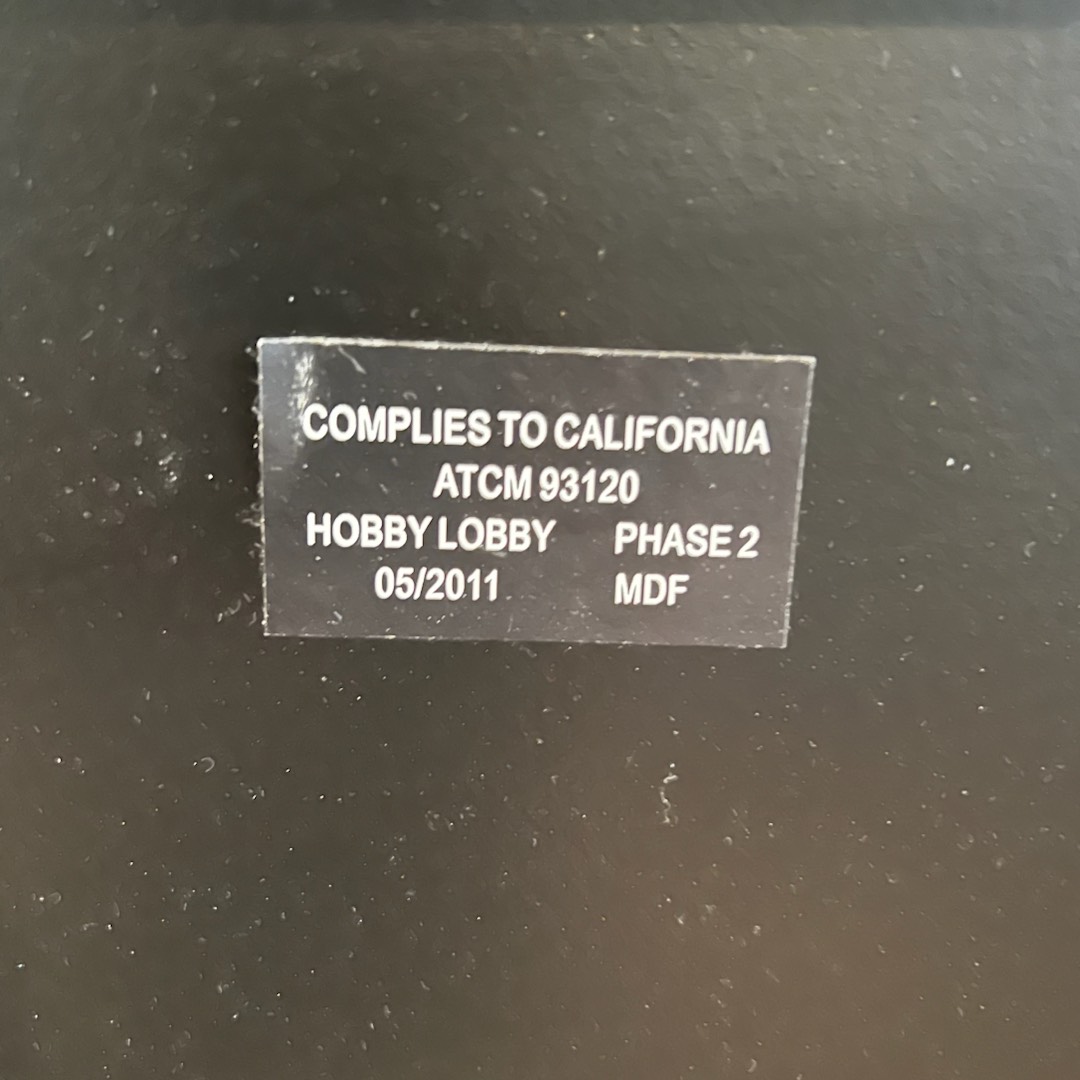 COMPLIES TO CALIFORNIA
ATCM 93120
HOBBY LOBBY PHASE 2
05/2011 MDF